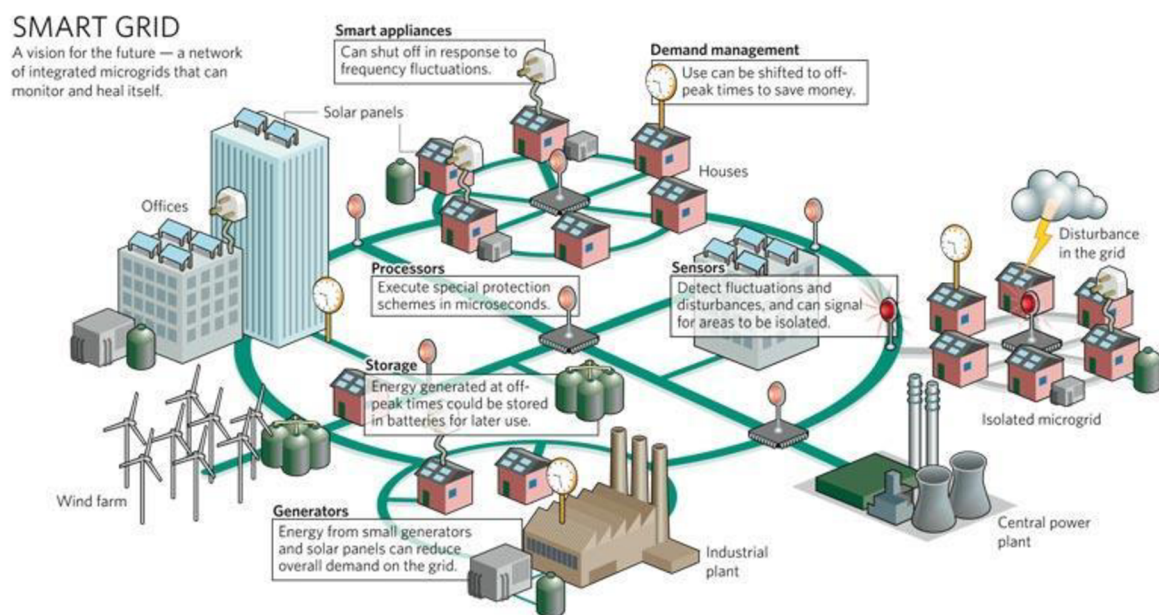 SMART GRID
A vision for the future — a network
of integrated microgrids that can
monitor and heal itself.
Smart appliances
Can shut off in response to
frequency fluctuations.
Demand management
Use can be shifted to off-
peak times to save money.
Solar panels
Houses
Offices
Disturbance
in the grid
Processors
Execute special protection
schemes in microseconds.
Sensors
Detect fluctuations and
disturbances, and can signal
for areas to be isolated.
Storage
Energy generated at off-
peak times could be stored
in batteries for later use.
Isolated microgrid
Wind farm
Generators
Energy from small generators
and solar panels can reduce
overall demand on the grid.
Industrial
plant
Central power
plant